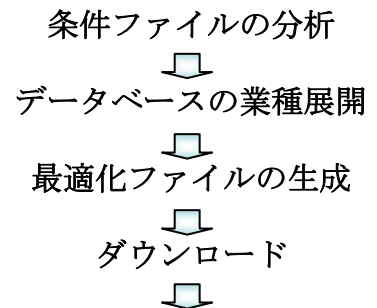 条件ファイルの分析
データベースの業種展開
最適化ファイルの生成
ダウンロード